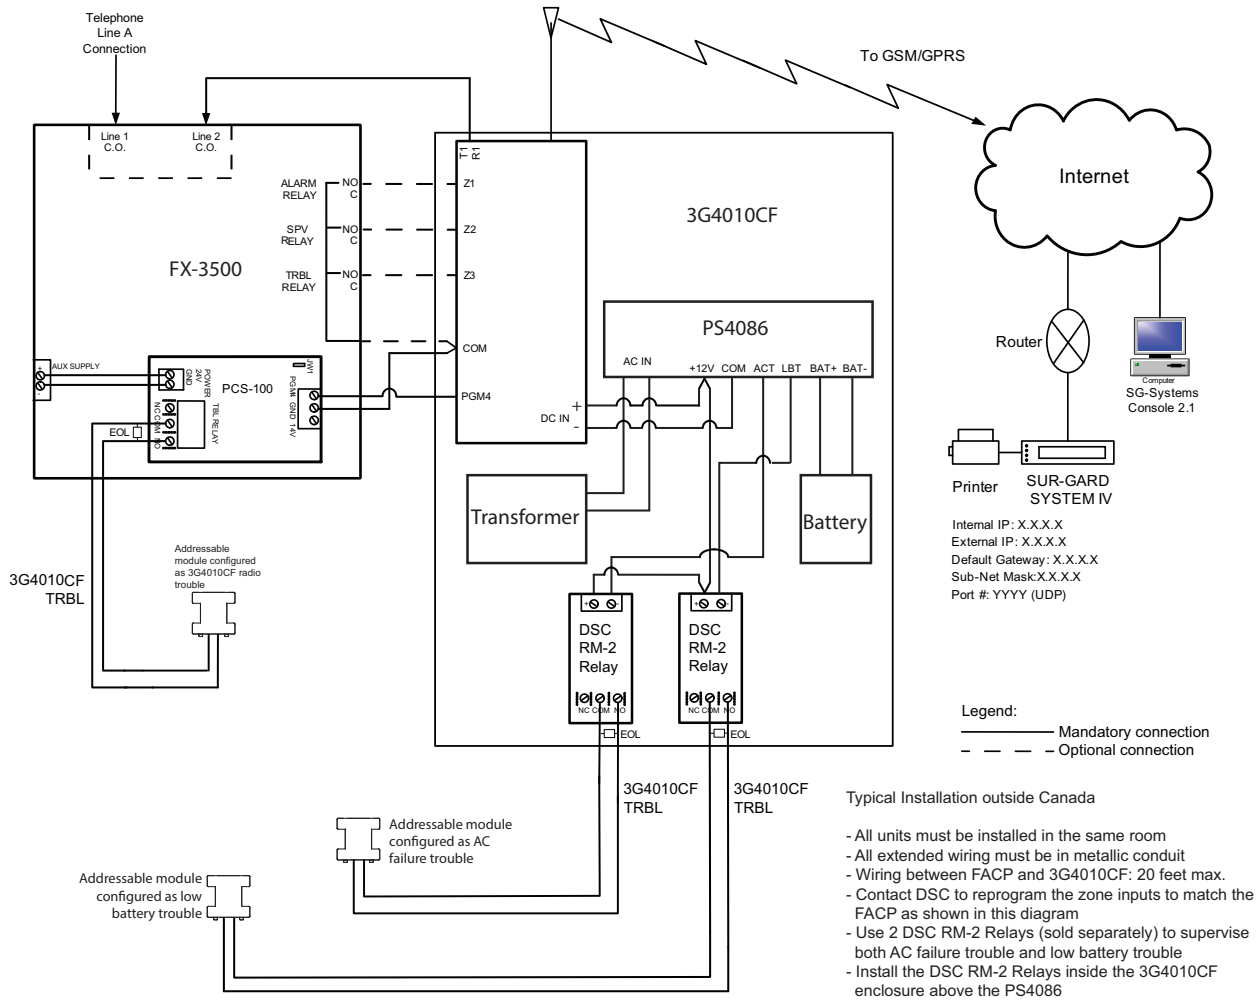 Telephone
Line A
Connection
To GSM/GPRS
Line 1
C.O.
Line 2
C.O.
T1
R1
ALARM
RELAY
NO
C
Z1
SPV
RELAY
NO
C
Z2
TRBL
RELAY
NO
C
Z3
FX-3500
3G4010CF
Internet
COM
PGM4
PS4086
AC IN
+12V
COM
ACT
LBT
BAT+
BAT-
DC IN
+
-
AUX SUPPLY
+
-
POWER
24V
GND
PCS-100
JW1
PGM4
GND
14V
TBL RELAY
NC
COM
NO
EOL
Router
Computer
SG-Systems
Console 2.1
Printer
SUR-GARD
SYSTEM IV
Internal IP: X.X.X.X
External IP: X.X.X.X
Default Gateway: X.X.X.X
Sub-Net Mask:X.X.X.X
Port #: YYYY (UDP)
Transformer
Battery
3G4010CF
TRBL
Addressable
module configured
as 3G4010CF radio
trouble
+
-
DSC
RM-2
Relay
NC COM NO
EOL
+
-
DSC
RM-2
Relay
NC COM NO
EOL
3G4010CF
TRBL
3G4010CF
TRBL
Addressable module
configured as AC
failure trouble
Addressable module
configured as low
battery trouble
Legend:
Mandatory connection
Optional connection
Typical Installation outside Canada
- All units must be installed in the same room
- All extended wiring must be in metallic conduit
- Wiring between FACP and 3G4010CF: 20 feet max.
- Contact DSC to reprogram the zone inputs to match the
FACP as shown in this diagram
- Use 2 DSC RM-2 Relays (sold separately) to supervise
both AC failure trouble and low battery trouble
- Install the DSC RM-2 Relays inside the 3G4010CF
enclosure above the PS4086